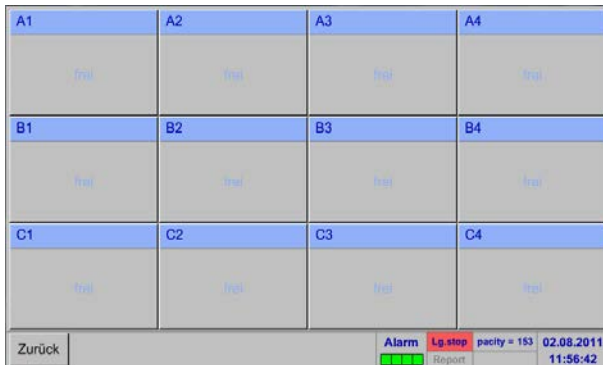 A1 A2 A3 A4
frei frei frei frei
B1 B2 B3 B4
frei frei frei frei
C1 C2 C3 C4
frei frei frei frei
Zurück Alarm Lg.stop pacity = 153 02.08.2011
Report 11:56:42